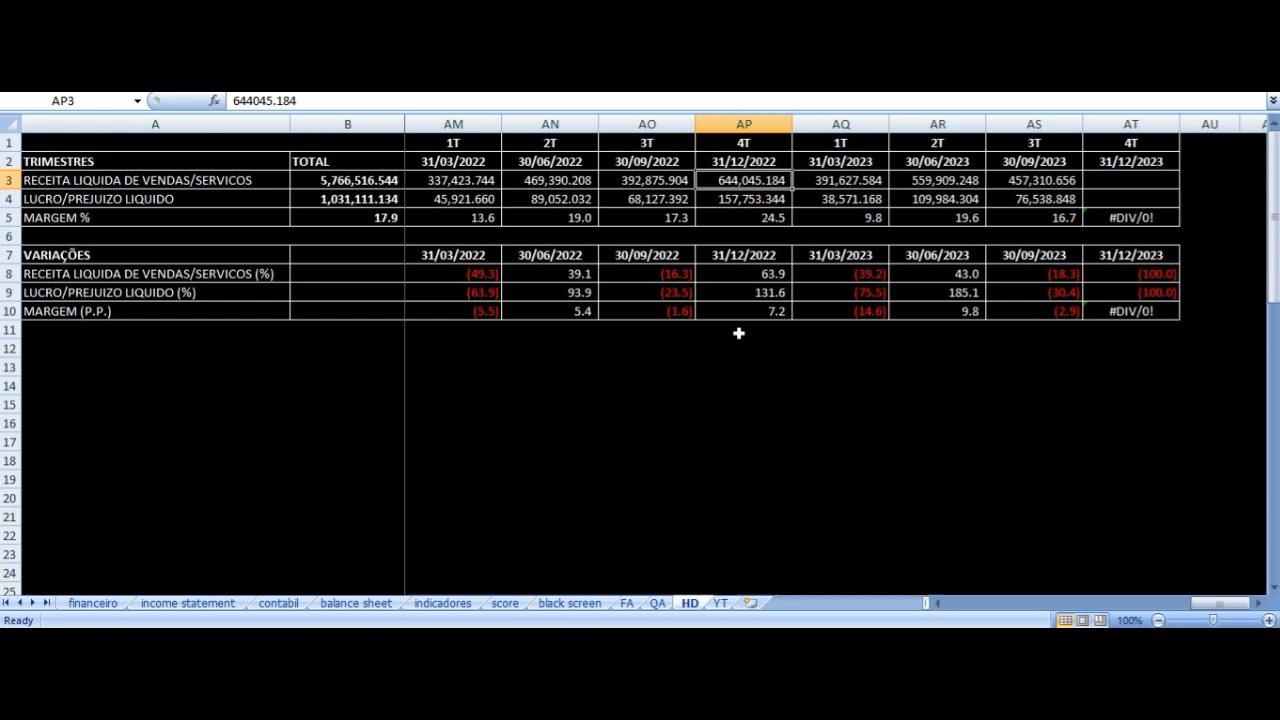 AP3 fx 644045.184
A B AM AN AO AP AQ AR AS AT AU
1 1T 2T 3T 4T 1T 2T 3T 4T
2 TRIMESTRES TOTAL 31/03/2022 30/06/2022 30/09/2022 31/12/2022 31/03/2023 30/06/2023 30/09/2023 31/12/2023
3 RECEITA LIQUIDA DE VENDAS/SERVICOS 5,766,516.544 337,423.744 469,390.208 392,875.904 644,045.184 391,627.584 559,909.248 457,310.656
4 LUCRO/PREJUIZO LIQUIDO 1,031,111.134 45,921.660 89,052.032 68,127.392 157,753.344 38,571.168 109,984.304 76,538.848
5 MARGEM % 17.9 13.6 19.0 17.3 24.5 9.8 19.6 16.7 #DIV/0!
6
7 VARIAÇÕES 31/03/2022 30/06/2022 30/09/2022 31/12/2022 31/03/2023 30/06/2023 30/09/2023 31/12/2023
8 RECEITA LIQUIDA DE VENDAS/SERVICOS (%) (49.3) 39.1 (16.3) 63.9 (39.2) 43.0 (18.3) (100.0)
9 LUCRO/PREJUIZO LIQUIDO (%) (63.9) 93.9 (23.5) 131.6 (75.5) 185.1 (30.4) (100.0)
10 MARGEM (P.P.) (5.5) 5.4 (1.6) 7.2 (14.6) 9.8 (2.9) #DIV/0!
11
12
13
14
15
16
17
18
19
20
21
22
23
24
25
financeiro income statement contabil balance sheet indicadores score black screen FA QA HD YT
Ready 100%